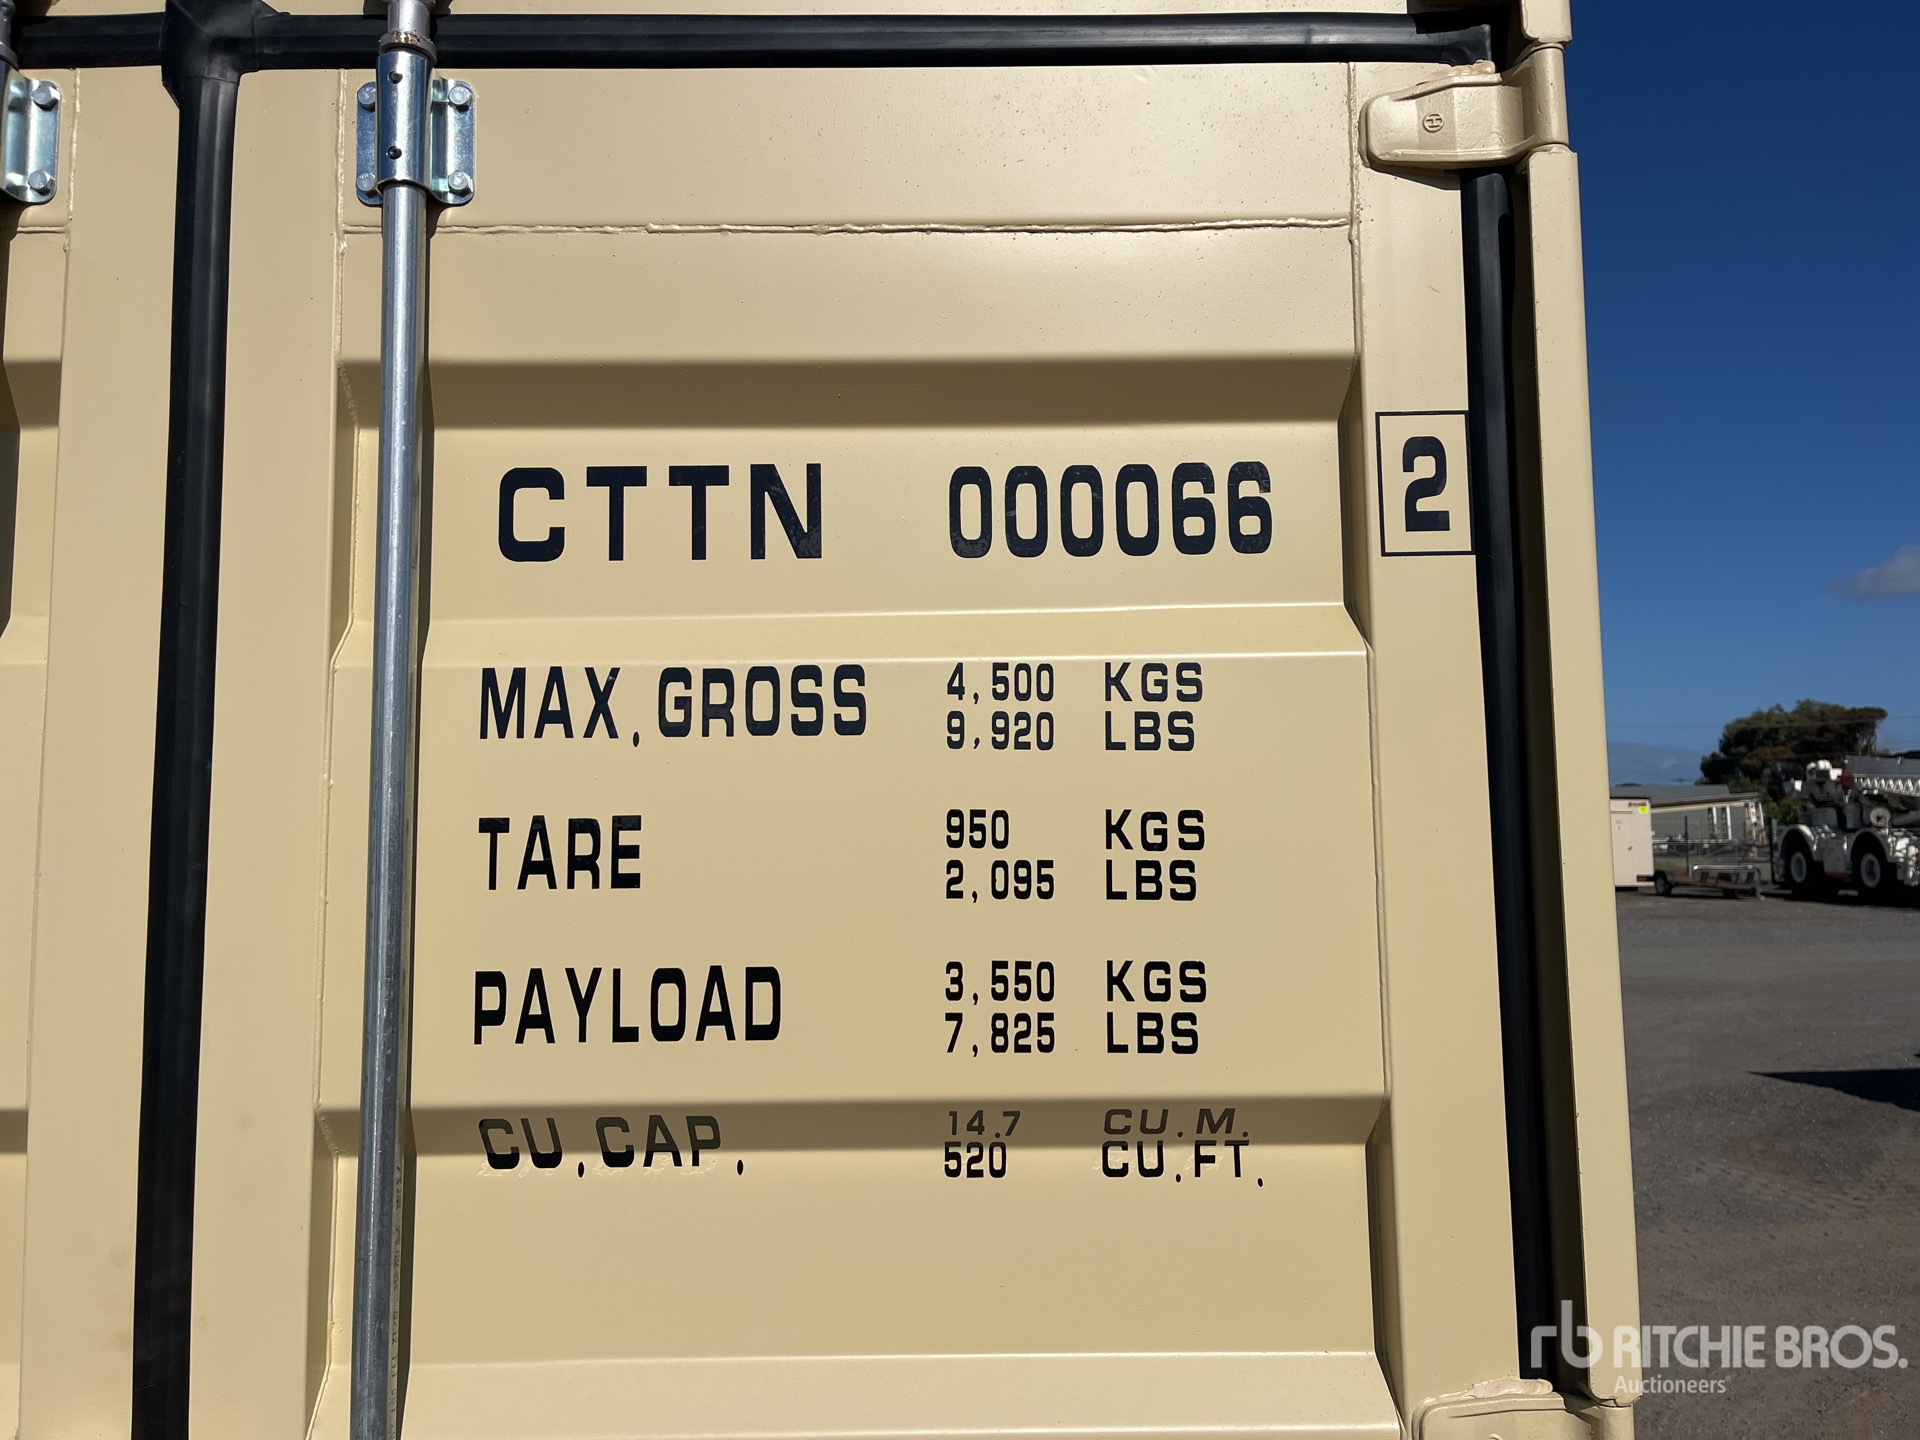 CTTN 000066 2
MAX.GROSS 4,500 KGS
9,920 LBS
TARE 950 KGS
2,095 LBS
PAYLOAD 3,550 KGS
7,825 LBS
CU.CAP. 14.7 CU.M.
520 CU.FT.
rb RITCHIE BROS.
Auctioneers